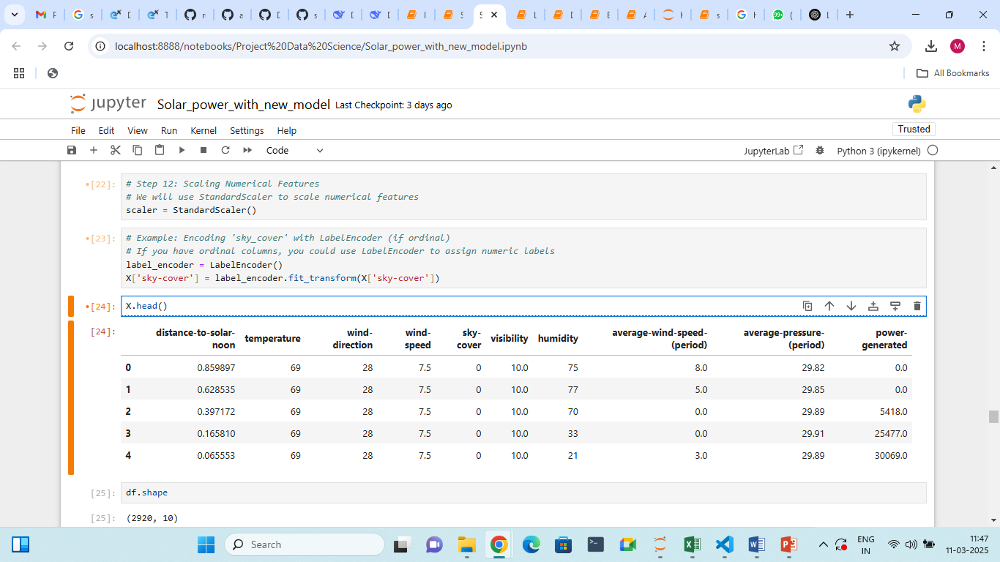 localhost:8888/notebooks/Project%20Data%20Science/Solar_power_with_new_model.ipynb
M
All Bookmarks
jupyter Solar_power_with_new_model Last Checkpoint: 3 days ago
File Edit View Run Kernel Settings Help Trusted
Code JupyterLab Python 3 (ipykernel)
•[22]: # Step 12: Scaling Numerical Features
# We will use StandardScaler to scale numerical features
scaler = StandardScaler()
•[23]: # Example: Encoding 'sky_cover' with LabelEncoder (if ordinal)
# If you have ordinal columns, you could use LabelEncoder to assign numeric labels
label_encoder = LabelEncoder()
X['sky-cover'] = label_encoder.fit_transform(X['sky-cover'])
•[24]: X.head()
[24]: distance-to-solar-noon temperature wind-direction wind-speed sky-cover visibility humidity average-wind-speed-(period) average-pressure-(period) power-generated
0 0.859897 69 28 7.5 0 10.0 75 8.0 29.82 0.0
1 0.628535 69 28 7.5 0 10.0 77 5.0 29.85 0.0
2 0.397172 69 28 7.5 0 10.0 70 0.0 29.89 5418.0
3 0.165810 69 28 7.5 0 10.0 33 0.0 29.91 25477.0
4 0.065553 69 28 7.5 0 10.0 21 3.0 29.89 30069.0
[25]: df.shape
[25]: (2920, 10)
Search
ENG
IN
11:47
11-03-2025